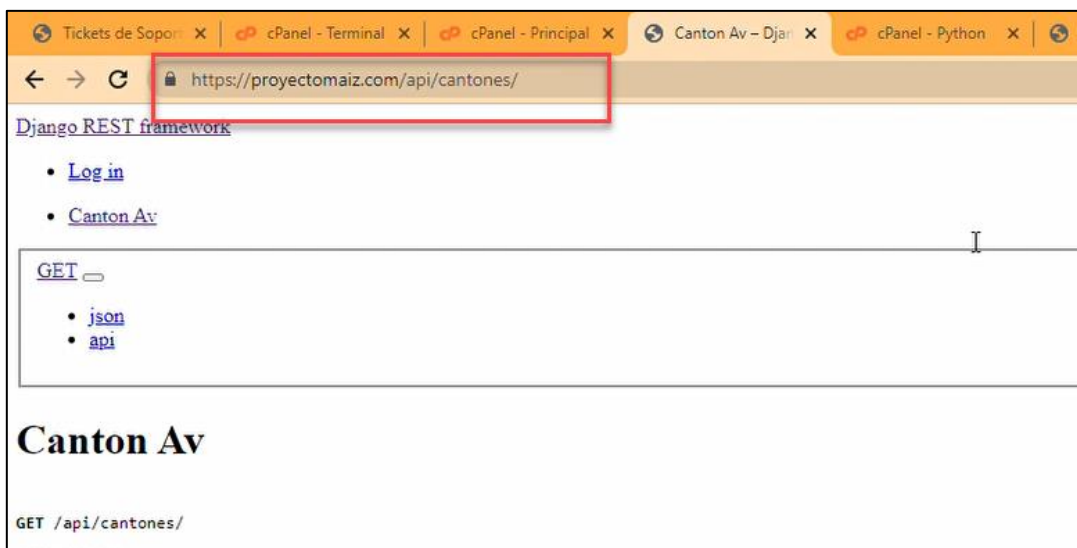 Tickets de Sopor
cPanel - Terminal
cPanel - Principal
Canton Av – Djan
cPanel - Python
https://proyectomaiz.com/api/cantones/
Django REST framework
Log in
Canton Av
GET
json
api
Canton Av
GET /api/cantones/